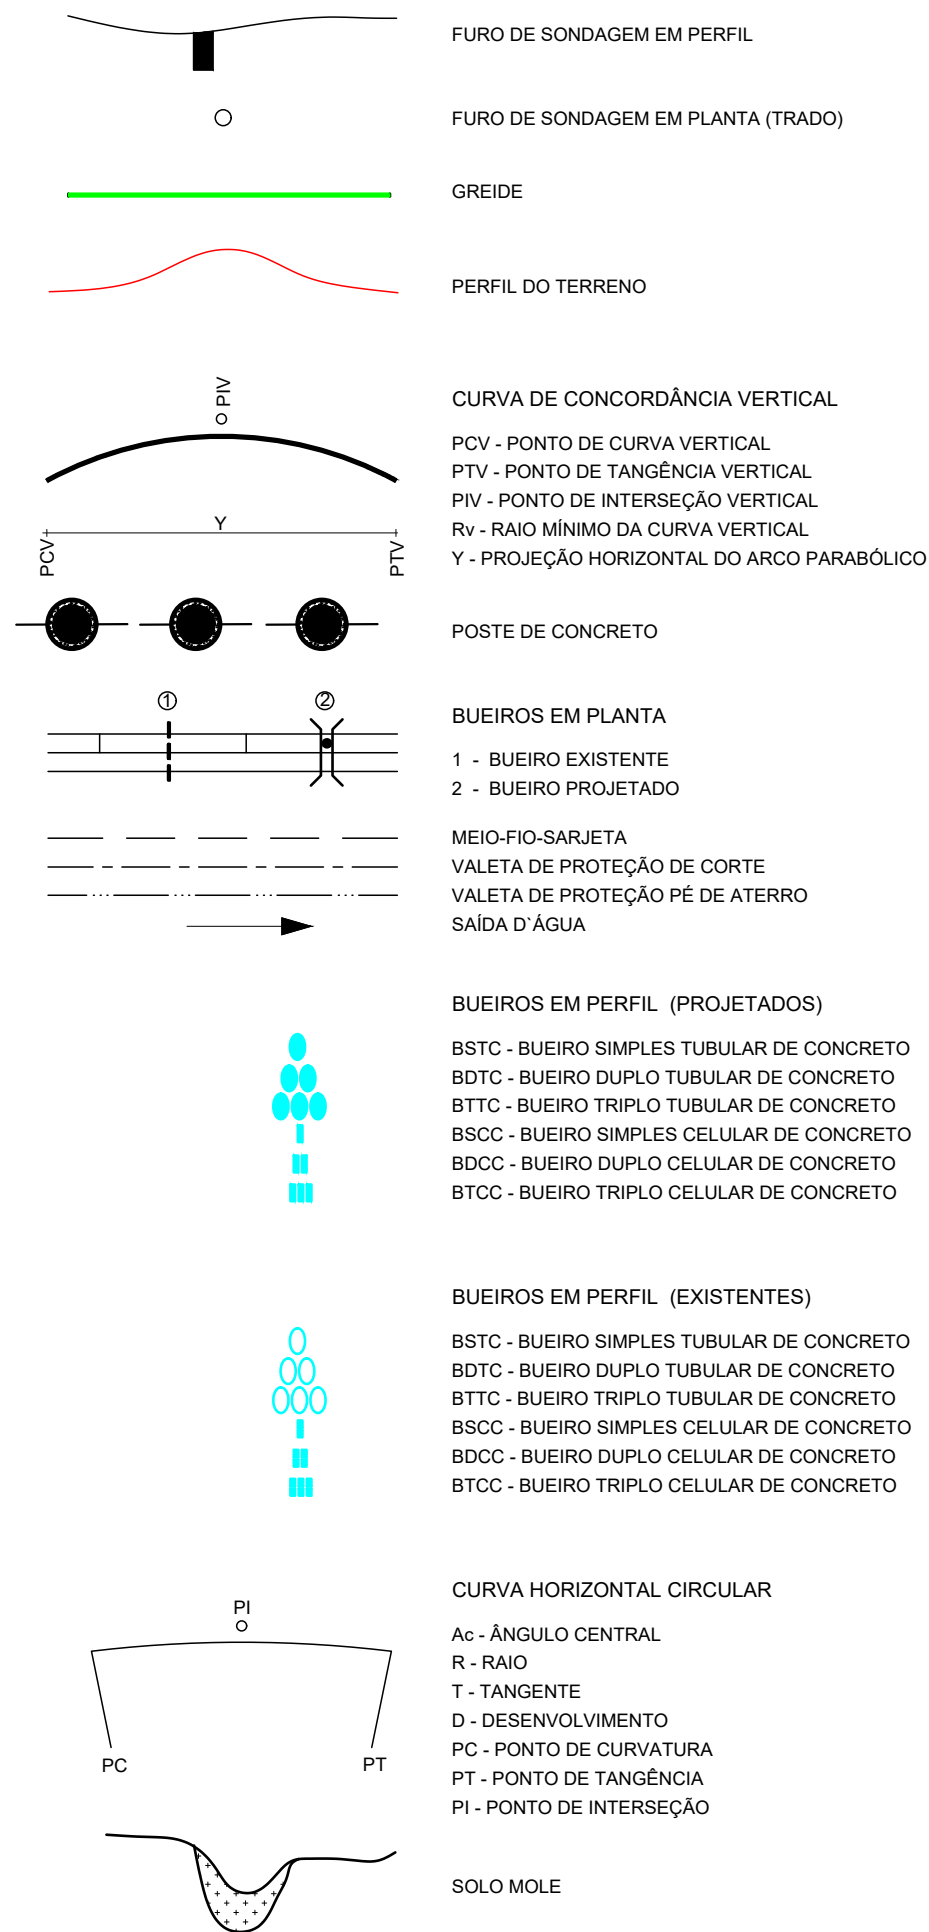 FURO DE SONDAGEM EM PERFIL
FURO DE SONDAGEM EM PLANTA (TRADO)
GREIDE
PERFIL DO TERRENO
PIV
Y
PCV
PTV
CURVA DE CONCORDÂNCIA VERTICAL
PCV - PONTO DE CURVA VERTICAL
PTV - PONTO DE TANGÊNCIA VERTICAL
PIV - PONTO DE INTERSEÇÃO VERTICAL
Rv - RAIO MÍNIMO DA CURVA VERTICAL
Y - PROJEÇÃO HORIZONTAL DO ARCO PARABÓLICO
POSTE DE CONCRETO
1
2
BUEIROS EM PLANTA
1 - BUEIRO EXISTENTE
2 - BUEIRO PROJETADO
MEIO-FIO-SARJETA
VALETA DE PROTEÇÃO DE CORTE
VALETA DE PROTEÇÃO PÉ DE ATERRO
SAÍDA D`ÁGUA
BUEIROS EM PERFIL (PROJETADOS)
BSTC - BUEIRO SIMPLES TUBULAR DE CONCRETO
BDTC - BUEIRO DUPLO TUBULAR DE CONCRETO
BTTC - BUEIRO TRIPLO TUBULAR DE CONCRETO
BSCC - BUEIRO SIMPLES CELULAR DE CONCRETO
BDCC - BUEIRO DUPLO CELULAR DE CONCRETO
BTCC - BUEIRO TRIPLO CELULAR DE CONCRETO
BUEIROS EM PERFIL (EXISTENTES)
BSTC - BUEIRO SIMPLES TUBULAR DE CONCRETO
BDTC - BUEIRO DUPLO TUBULAR DE CONCRETO
BTTC - BUEIRO TRIPLO TUBULAR DE CONCRETO
BSCC - BUEIRO SIMPLES CELULAR DE CONCRETO
BDCC - BUEIRO DUPLO CELULAR DE CONCRETO
BTCC - BUEIRO TRIPLO CELULAR DE CONCRETO
PI
PC
PT
CURVA HORIZONTAL CIRCULAR
Ac - ÂNGULO CENTRAL
R - RAIO
T - TANGENTE
D - DESENVOLVIMENTO
PC - PONTO DE CURVATURA
PT - PONTO DE TANGÊNCIA
PI - PONTO DE INTERSEÇÃO
SOLO MOLE